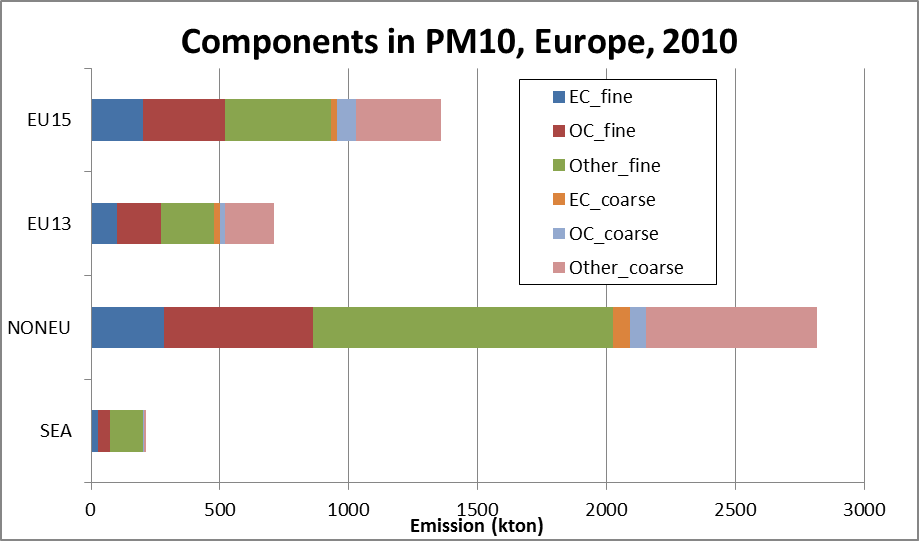 Components in PM10, Europe, 2010
EU15
EU13
NONEU
SEA
EC_fine
OC_fine
Other_fine
EC_coarse
OC_coarse
Other_coarse
0 500 1000 1500 2000 2500 3000
Emission (kton)